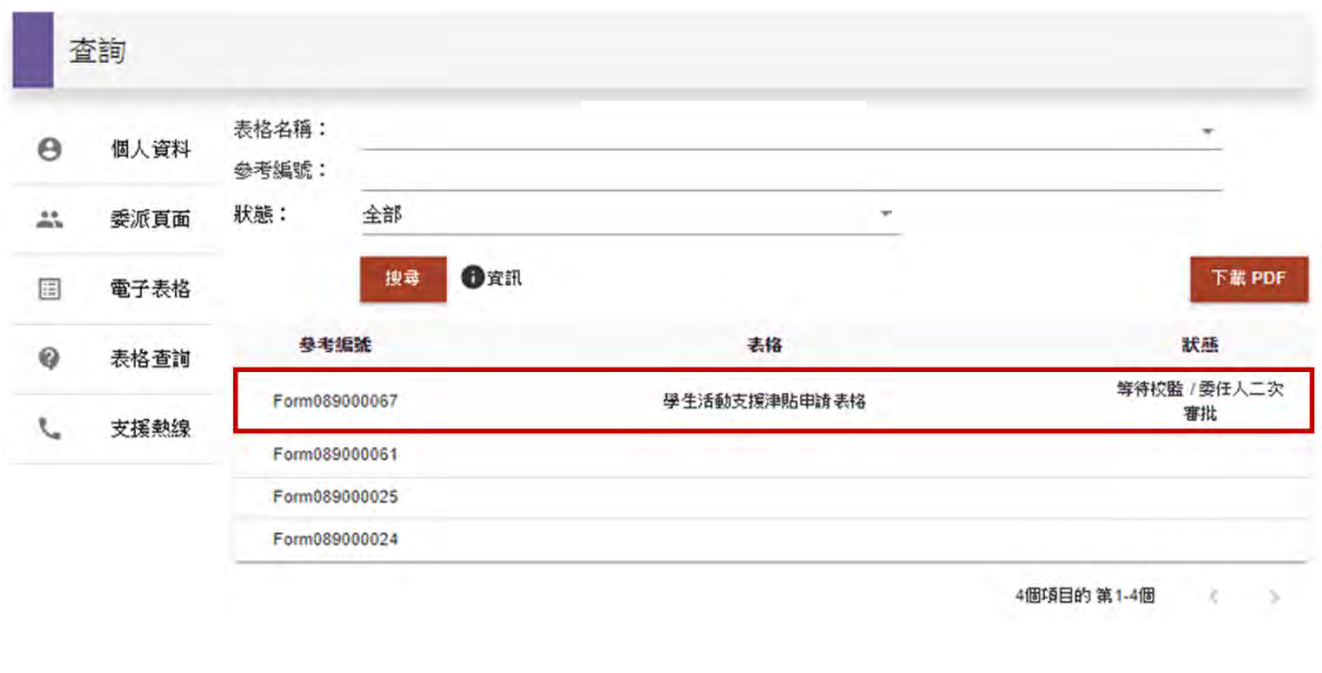 查詢
個人資料
委派頁面
電子表格
表格查詢
支援熱線
表格名稱：
參考編號：
狀態： 全部
搜尋 資訊 下載 PDF
參考編號 表格 狀態
Form089000067 學生活動支援津貼申請表格 等待校監 / 委任人二次
審批
Form089000061
Form089000025
Form089000024
4個項目的 第1-4個